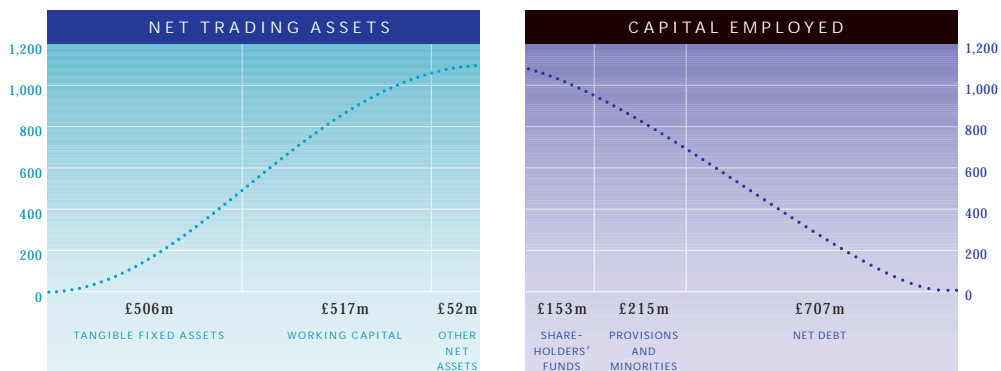 NET TRADING ASSETS
1,200
1,000
800
600
400
200
0
£506m
£517m
£52m
TANGIBLE FIXED ASSETS
WORKING CAPITAL
OTHER
NET
ASSETS
CAPITAL EMPLOYED
1,200
1,000
800
600
400
200
0
£153m
£215m
£707m
SHARE-
HOLDERS'
FUNDS
PROVISIONS
AND
MINORITIES
NET DEBT